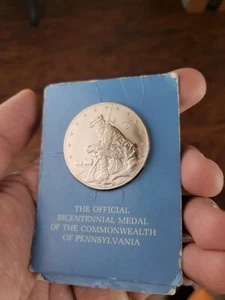 THE OFFICIAL
BICENTENNIAL MEDAL
OF THE COMMONWEALTH
OF PENNSYLVANIA